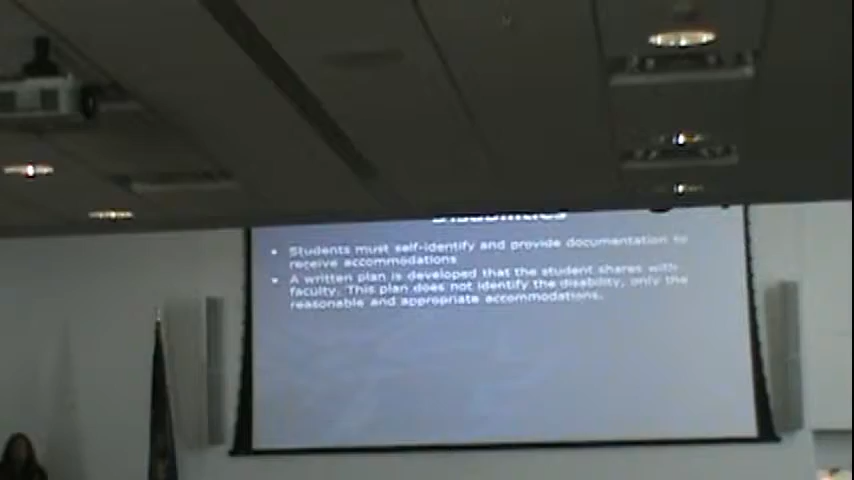 Disabilities
Students must self-identify and provide documentation to
receive accommodations
A written plan is developed that the student shares with
faculty. This plan does not identify the disability, only the
reasonable and appropriate accommodations.